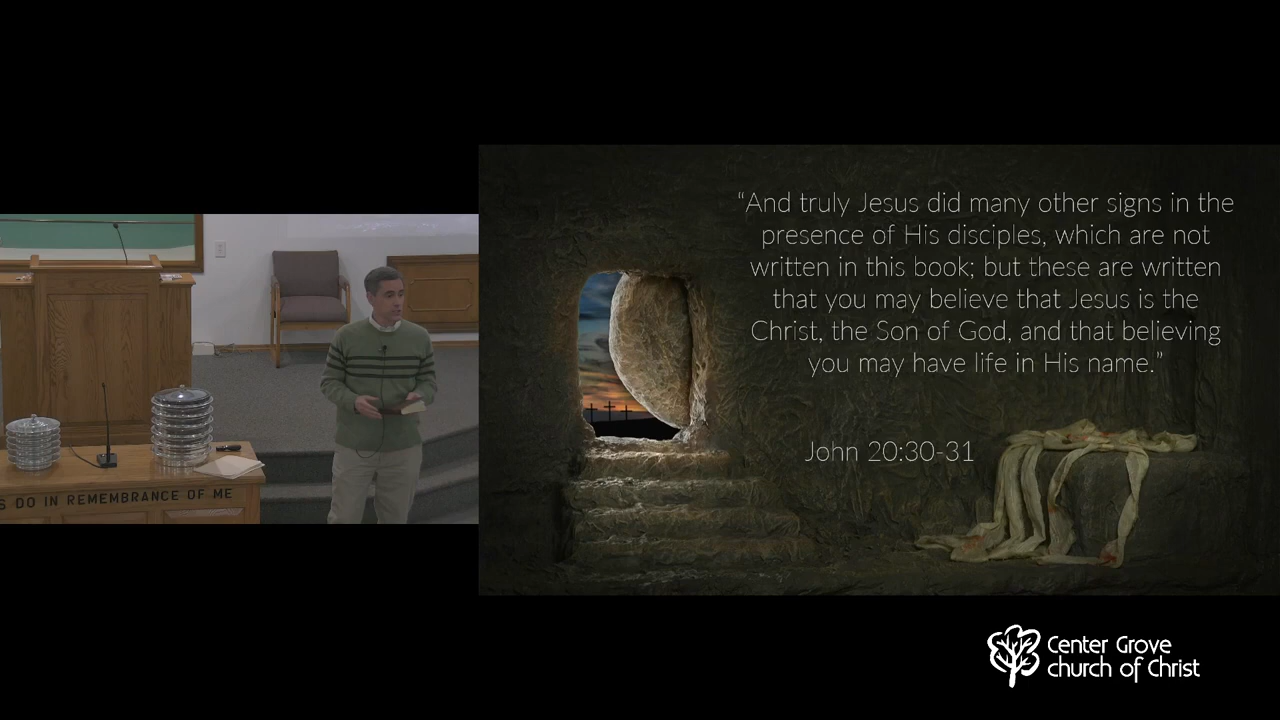 “And truly Jesus did many other signs in the
presence of His disciples, which are not
written in this book; but these are written
that you may believe that Jesus is the
Christ, the Son of God, and that believing
you may have life in His name.”
John 20:30-31
S DO IN REMEMBRANCE OF ME
Center Grove
church of Christ